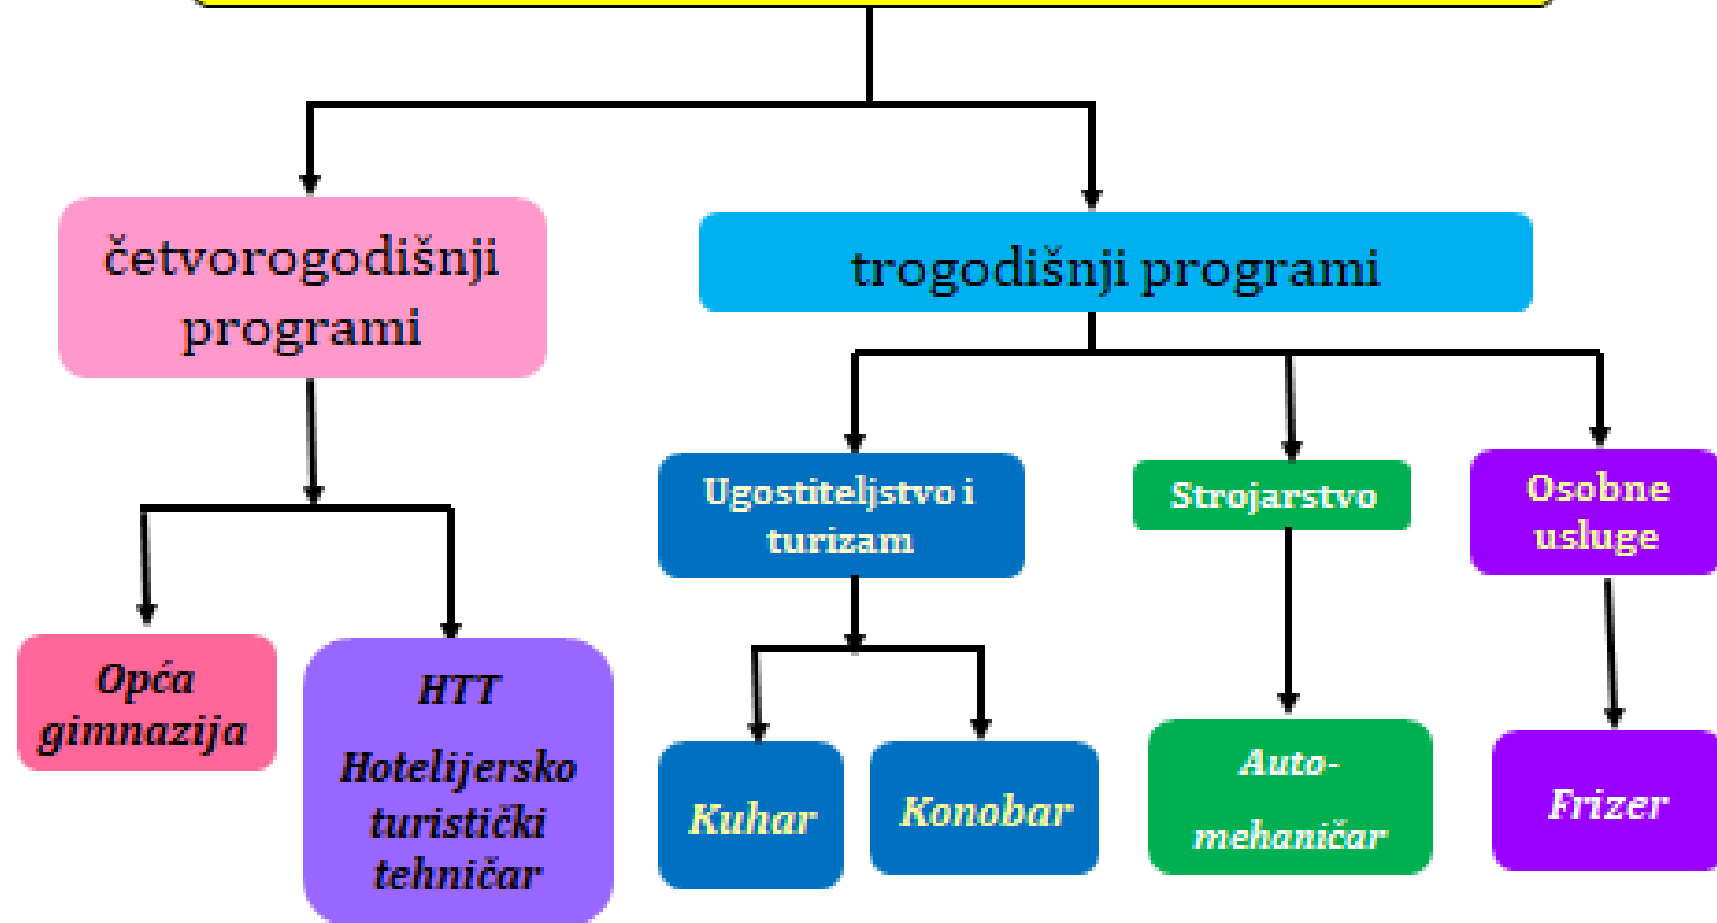 četvorogodišnji
programi
trogodišnji programi
Ugostiteljstvo i
turizam
Strojarstvo
Osobne
usluge
Opća
gimnazija
HTT
Hotelijersko
turistički
tehničar
Kuhar
Konobar
Auto-
mehaničar
Frizer